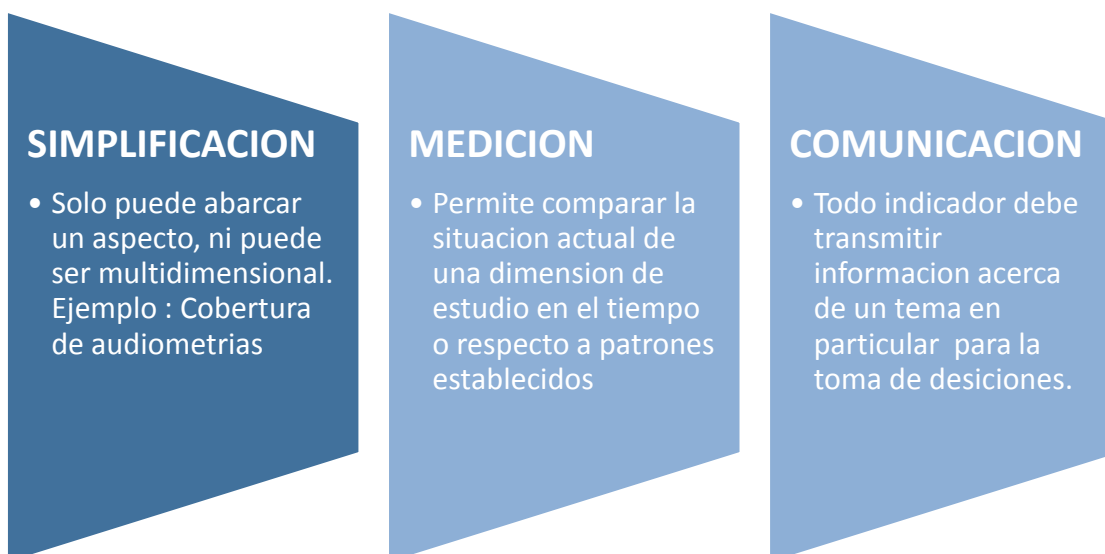 SIMPLIFICACION
• Solo puede abarcar
un aspecto, ni puede
ser multidimensional.
Ejemplo : Cobertura
de audiometrias
MEDICION
• Permite comparar la
situacion actual de
una dimension de
estudio en el tiempo
o respecto a patrones
establecidos
COMUNICACION
• Todo indicador debe
transmitir
informacion acerca
de un tema en
particular  para la
toma de desiciones.